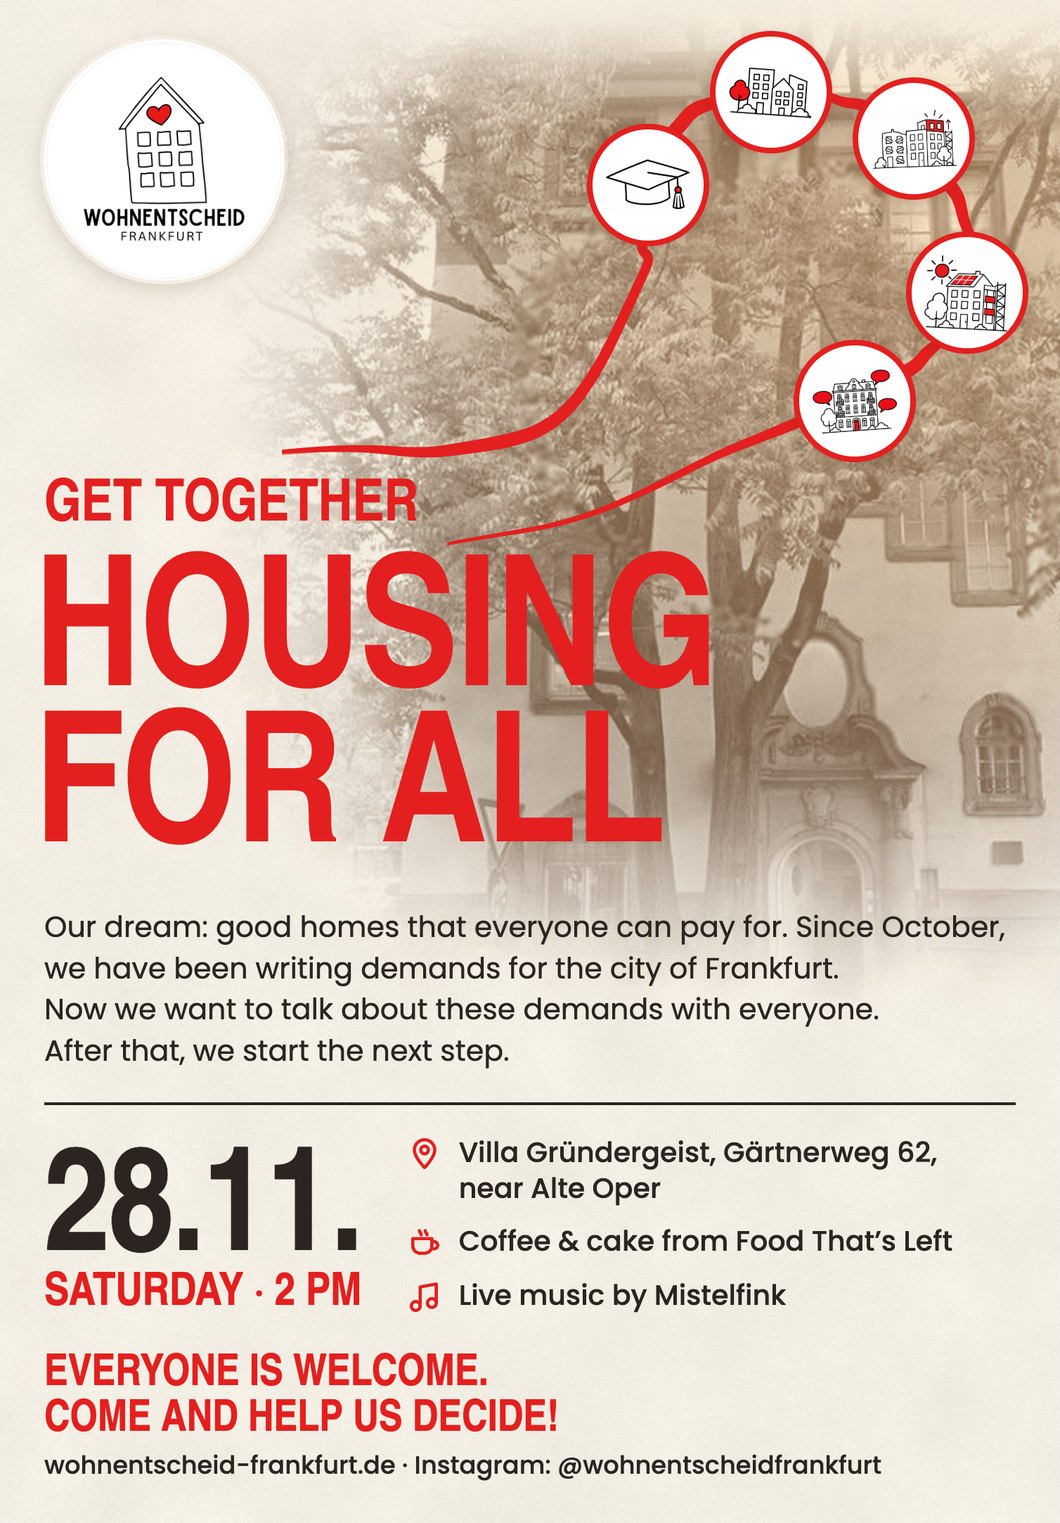 WOHNENTSCHEID
FRANKFURT
GET TOGETHER
HOUSING
FOR ALL
Our dream: good homes that everyone can pay for. Since October,
we have been writing demands for the city of Frankfurt.
Now we want to talk about these demands with everyone.
After that, we start the next step.
28.11.
SATURDAY · 2 PM
Villa Gründergeist, Gärtnerweg 62,
near Alte Oper
Coffee & cake from Food That’s Left
Live music by Mistelfink
EVERYONE IS WELCOME.
COME AND HELP US DECIDE!
wohnentscheid-frankfurt.de · Instagram: @wohnentscheidfrankfurt